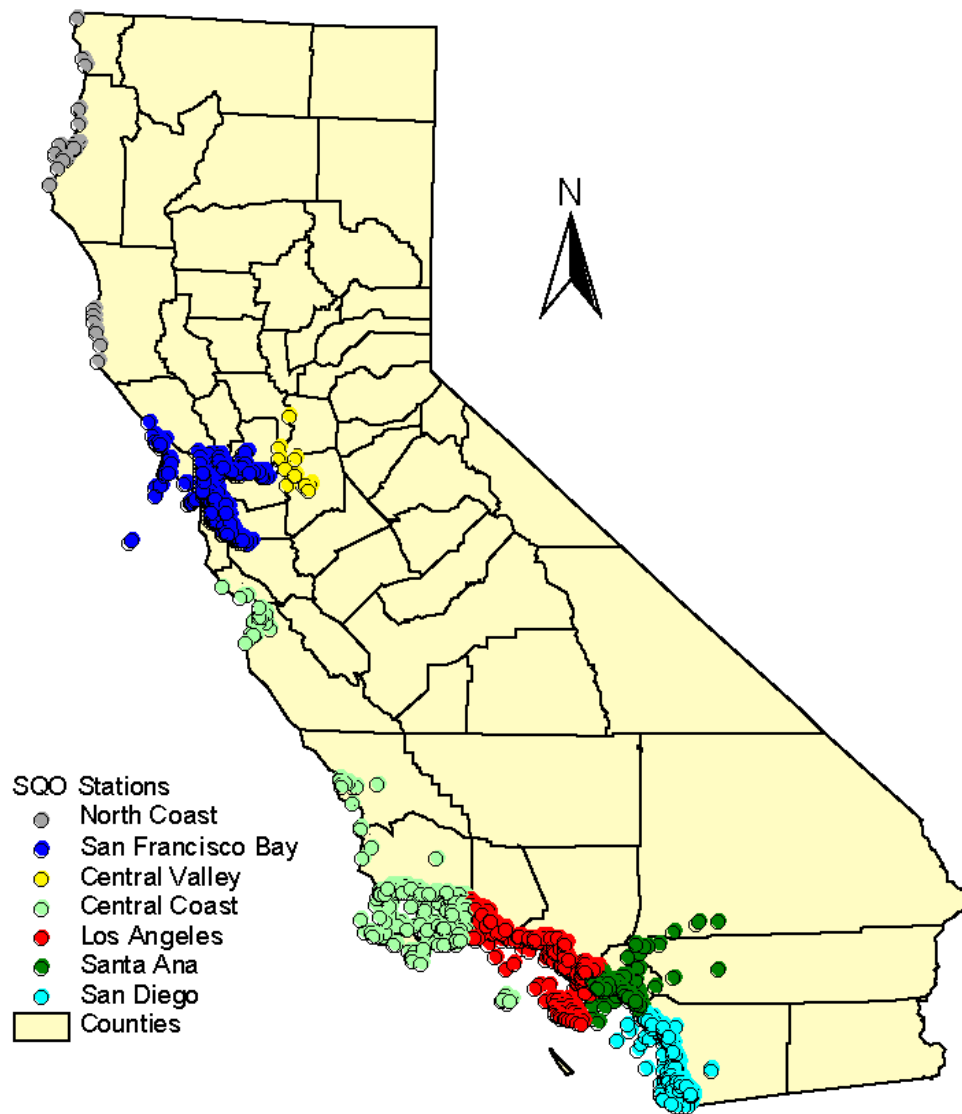 N
SQO Stations
North Coast
San Francisco Bay
Central Valley
Central Coast
Los Angeles
Santa Ana
San Diego
Counties